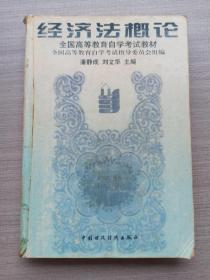 经济法概论
全国高等教育自学考试教材
全国高等教育自学考试指导委员会组编
潘静成 刘文华 主编
中国财政经济出版社